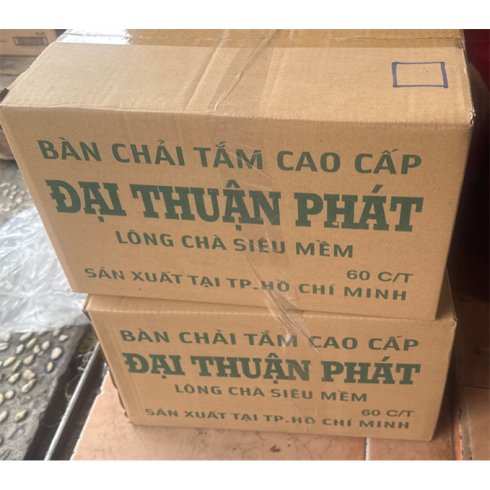 BÀN CHẢI TẮM CAO CẤP
ĐẠI THUẬN PHÁT
LÔNG CHÀ SIÊU MỀM
60 C/T
SẢN XUẤT TẠI TP.HỒ CHÍ MINH
BÀN CHẢI TẮM CAO CẤP
ĐẠI THUẬN PHÁT
LÔNG CHÀ SIÊU MỀM
60 C/T
SẢN XUẤT TẠI TP.HỒ CHÍ MINH